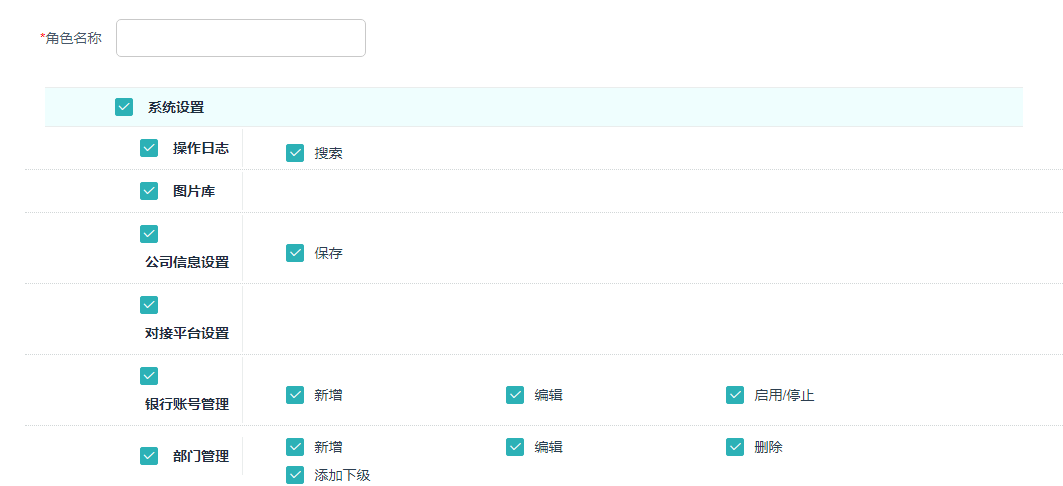 *角色名称
系统设置
操作日志 搜索
图片库
公司信息设置 保存
对接平台设置
银行账号管理 新增 编辑 启用/停止
部门管理 新增 编辑 删除
添加下级